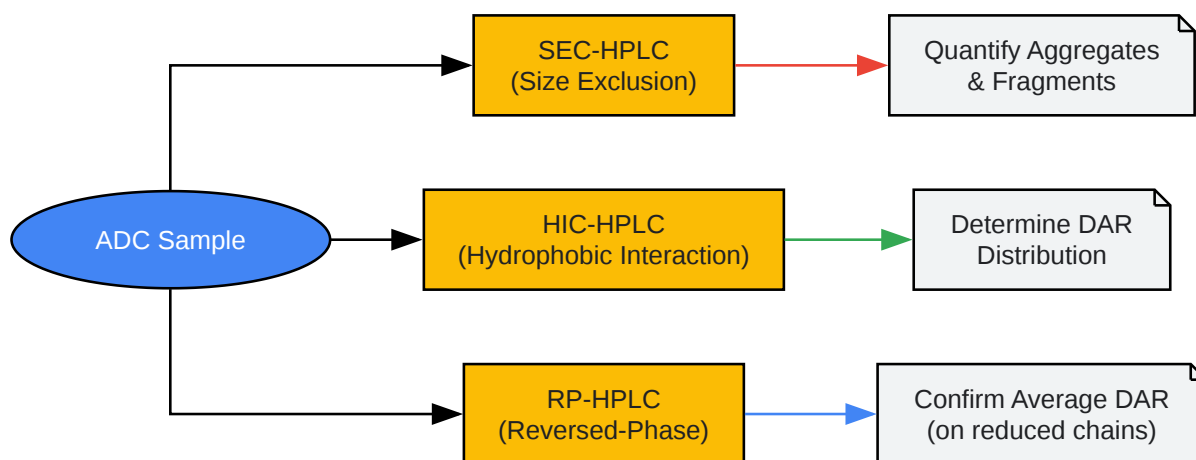 SEC-HPLC
(Size Exclusion)
Quantify Aggregates
& Fragments
ADC Sample
HIC-HPLC
(Hydrophobic Interaction)
Determine DAR
Distribution
RP-HPLC
(Reversed-Phase)
Confirm Average DAR
(on reduced chains)